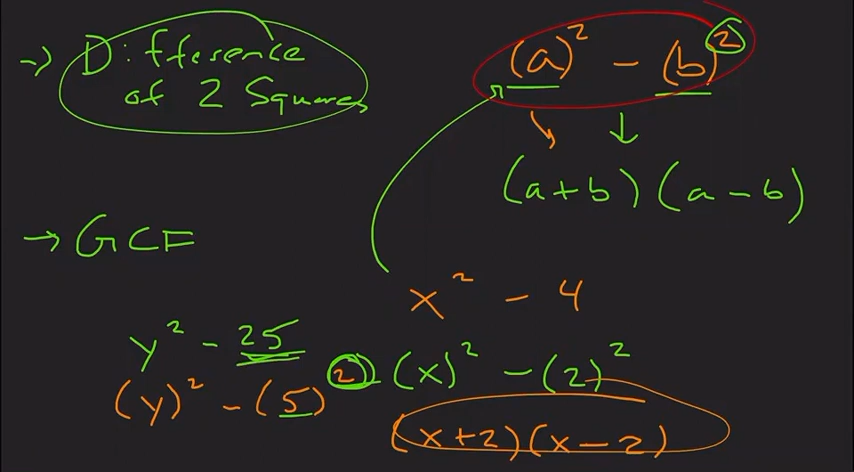 → Difference
of 2 Squares
(a)² - (b)²
(a+b)(a-b)
→ GCF
x² - 4
y² - 25
(x)² - (2)²
(y)² - (5)²
(x+2)(x-2)